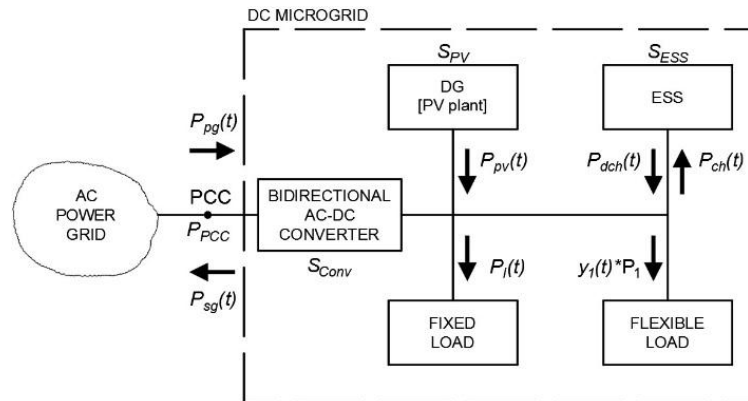 DC MICROGRID
S_PV
S_ESS
DG
[PV plant]
ESS
P_pg(t)
P_pv(t)
P_dch(t)
P_ch(t)
AC
POWER
GRID
PCC
P_PCC
BIDIRECTIONAL
AC-DC
CONVERTER
S_Conv
P_sg(t)
P_l(t)
y_1(t)*P_1
FIXED
LOAD
FLEXIBLE
LOAD